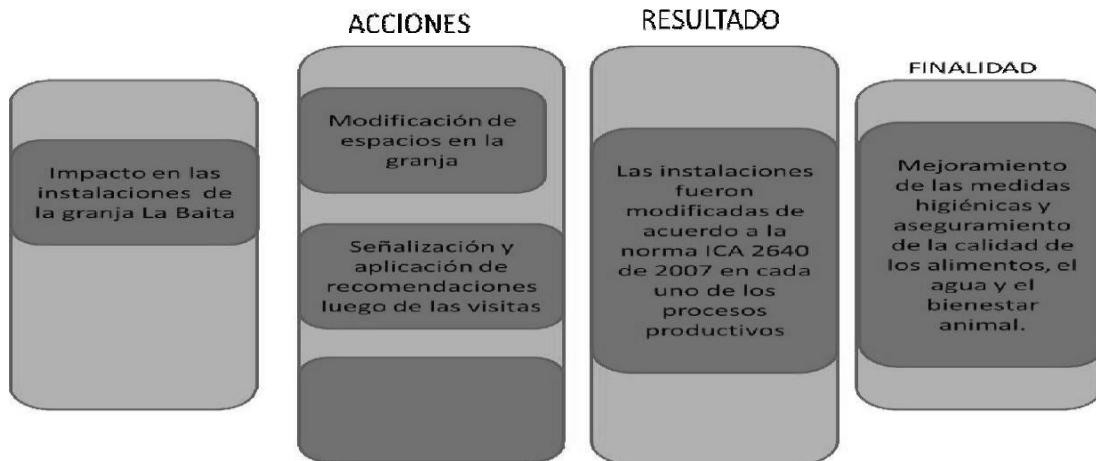 ACCIONES
RESULTADO
FINALIDAD
Impacto en las
instalaciones de
la granja La Baita
Modificación de
espacios en la
granja
Señalización y
aplicación de
recomendaciones
luego de las visitas
Las instalaciones
fueron
modificadas de
acuerdo a la
norma ICA 2640
de 2007 en cada
uno de los
procesos
productivos
Mejoramiento
de las medidas
higiénicas y
aseguramiento
de la calidad de
los alimentos, el
agua y el
bienestar
animal.